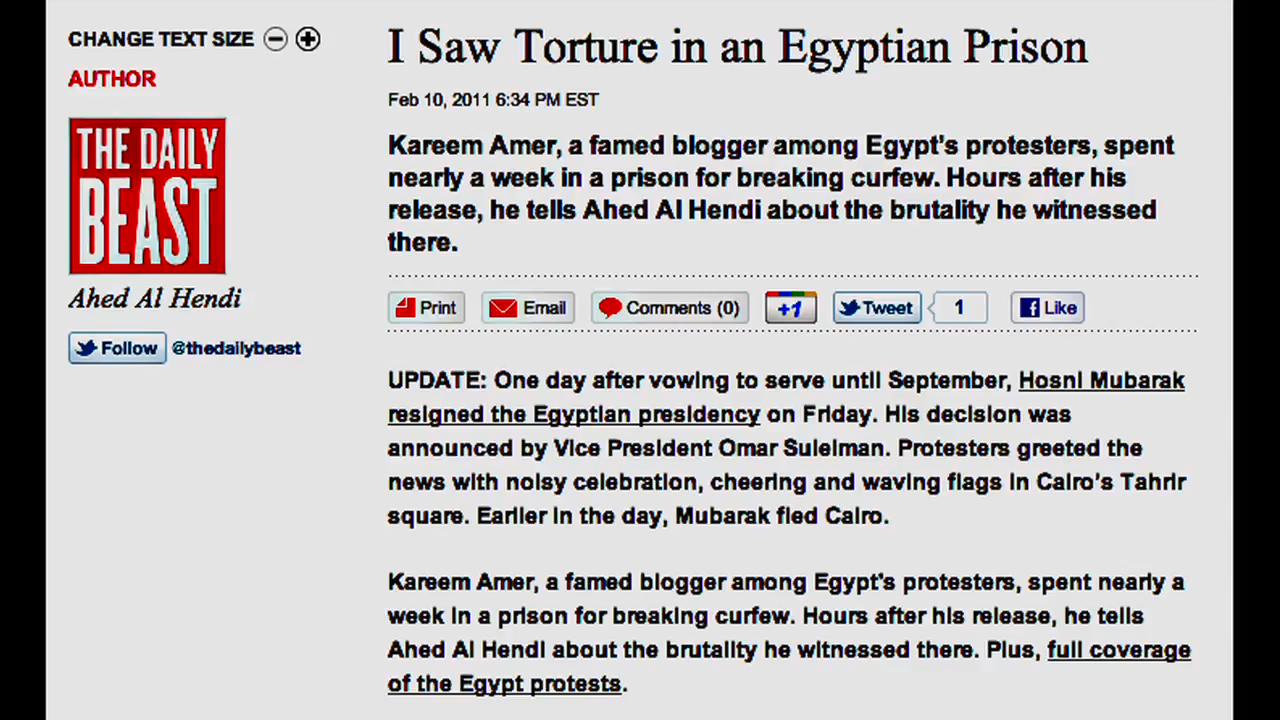 CHANGE TEXT SIZE
AUTHOR
THE DAILY
BEAST
Ahed Al Hendi
Follow @thedailybeast
I Saw Torture in an Egyptian Prison
Feb 10, 2011 6:34 PM EST
Kareem Amer, a famed blogger among Egypt's protesters, spent
nearly a week in a prison for breaking curfew. Hours after his
release, he tells Ahed Al Hendi about the brutality he witnessed
there.
Print Email Comments (0) +1 Tweet 1 Like
UPDATE: One day after vowing to serve until September, Hosni Mubarak
resigned the Egyptian presidency on Friday. His decision was
announced by Vice President Omar Suleiman. Protesters greeted the
news with noisy celebration, cheering and waving flags in Cairo's Tahrir
square. Earlier in the day, Mubarak fled Cairo.
Kareem Amer, a famed blogger among Egypt's protesters, spent nearly a
week in a prison for breaking curfew. Hours after his release, he tells
Ahed Al Hendi about the brutality he witnessed there. Plus, full coverage
of the Egypt protests.